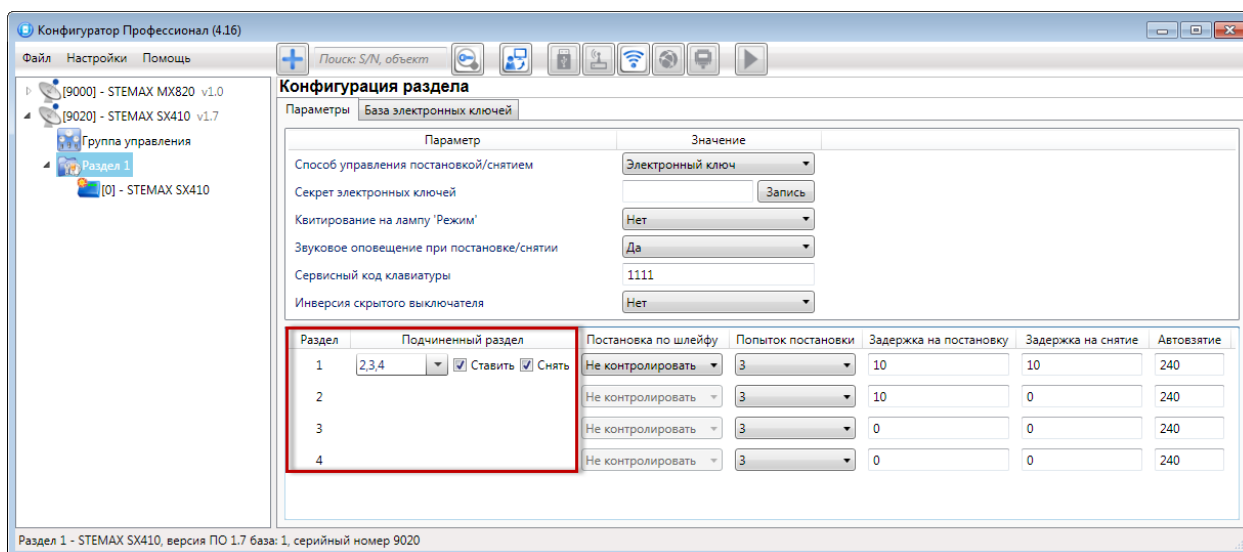 Конфигуратор Профессионал (4.16)
Файл Настройки Помощь Поиск: S/N, объект
[9000] - STEMAX MX820 v1.0
[9020] - STEMAX SX410 v1.7
Группа управления
Раздел 1
[0] - STEMAX SX410
Конфигурация раздела
Параметры База электронных ключей
Параметр Значение
Способ управления постановкой/снятием Электронный ключ
Секрет электронных ключей Запись
Квитирование на лампу 'Режим' Нет
Звуковое оповещение при постановке/снятии Да
Сервисный код клавиатуры 1111
Инверсия скрытого выключателя Нет
Раздел Подчиненный раздел Постановка по шлейфу Попыток постановки Задержка на постановку Задержка на снятие Автовзятие
1 2,3,4 Ставить Снять Не контролировать 3 10 10 240
2 Не контролировать 3 10 0 240
3 Не контролировать 3 0 0 240
4 Не контролировать 3 0 0 240
Раздел 1 - STEMAX SX410, версия ПО 1.7 база: 1, серийный номер 9020